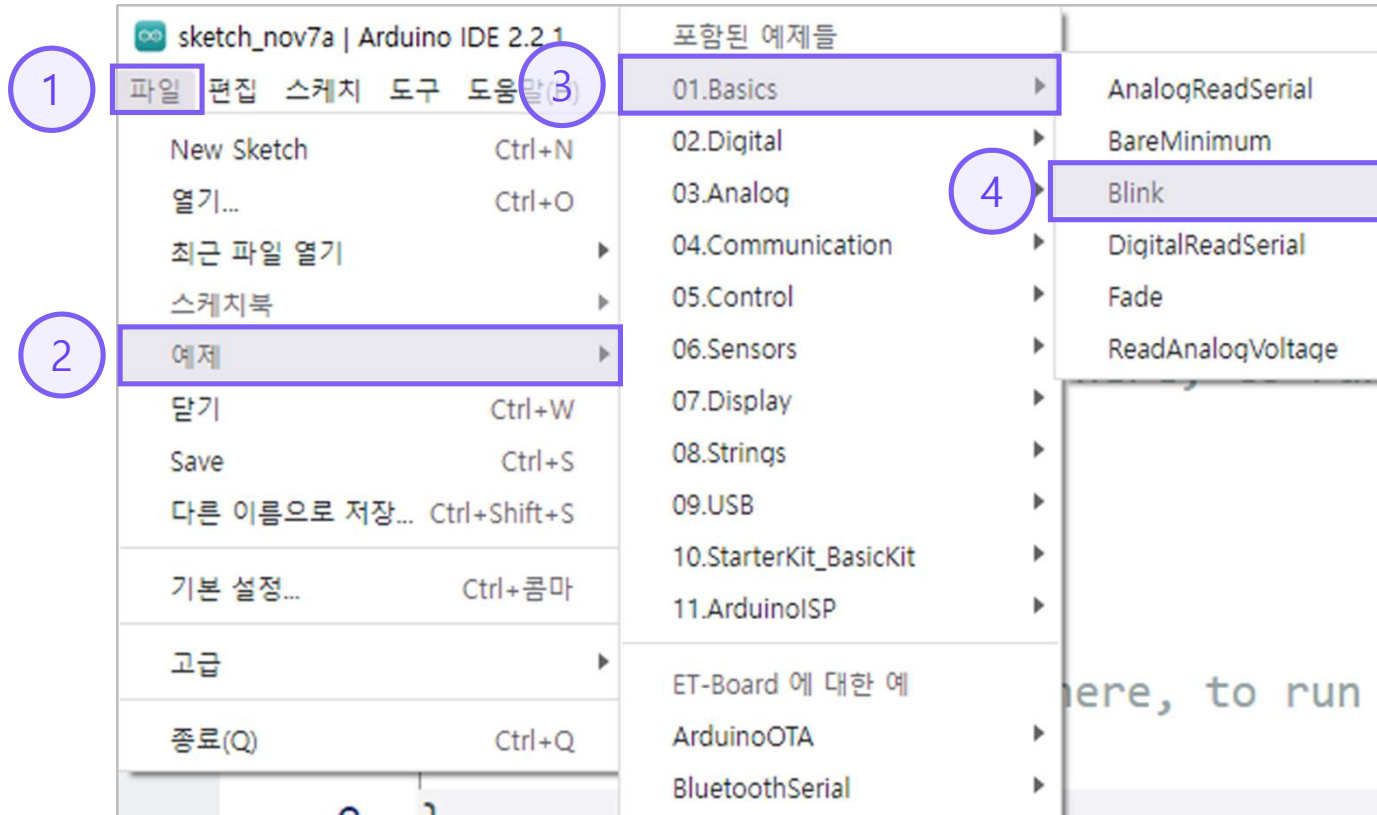 sketch_nov7a | Arduino IDE 2.2.1
1
파일 편집 스케치 도구 도움말(H)
New Sketch Ctrl+N
열기... Ctrl+O
최근 파일 열기
스케치북
2
예제
닫기 Ctrl+W
Save Ctrl+S
다른 이름으로 저장... Ctrl+Shift+S
기본 설정... Ctrl+콤마
고급
종료(Q) Ctrl+Q
포함된 예제들
3
01.Basics
02.Digital
03.Analog
04.Communication
05.Control
06.Sensors
07.Display
08.Strings
09.USB
10.StarterKit_BasicKit
11.ArduinoISP
ET-Board 에 대한 예
ArduinoOTA
BluetoothSerial
AnalogReadSerial
BareMinimum
4
Blink
DigitalReadSerial
Fade
ReadAnalogVoltage
here, to run
}